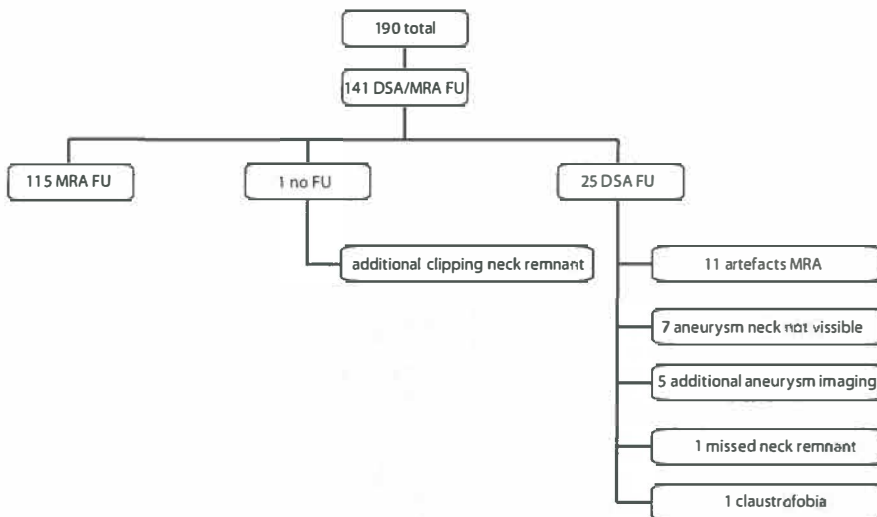 190 total
141 DSA/MRA FU
115 MRA FU
1 no FU
25 DSA FU
additional clipping neck remnant
11 artefacts MRA
7 aneurysm neck not vissible
5 additional aneurysm imaging
1 missed neck remnant
1 claustrofobia